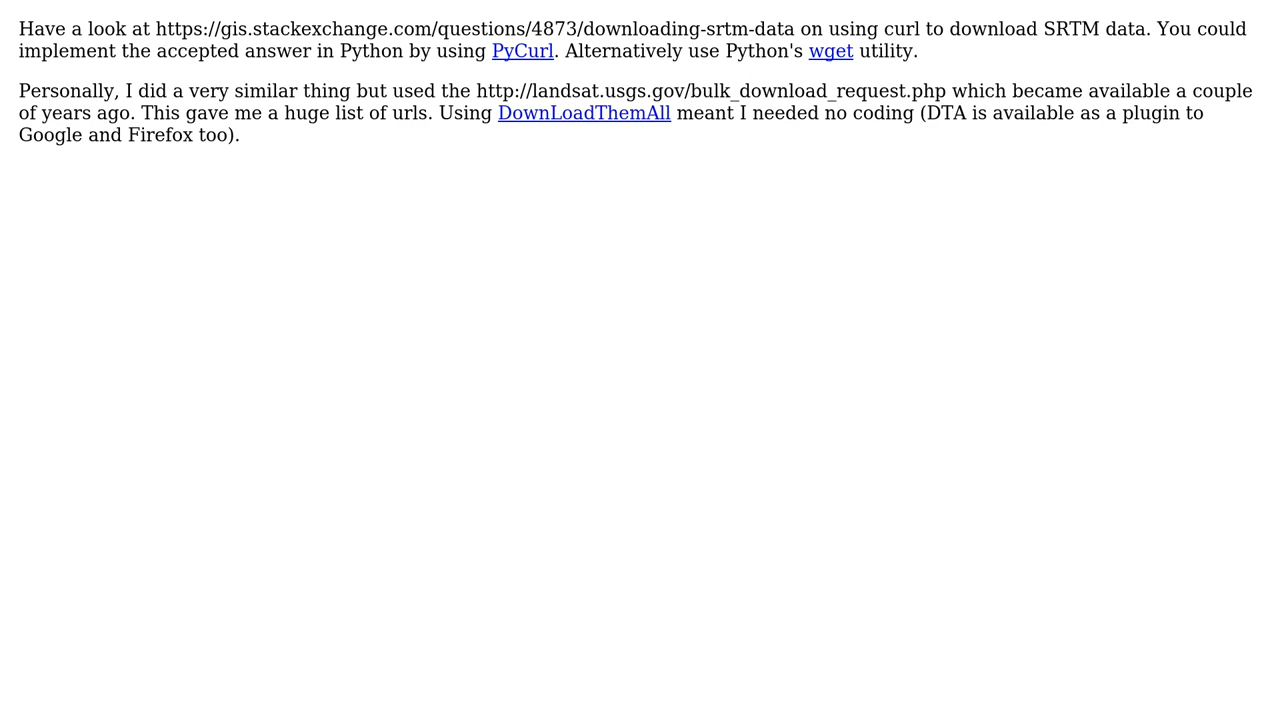 Have a look at https://gis.stackexchange.com/questions/4873/downloading-srtm-data on using curl to download SRTM data. You could
implement the accepted answer in Python by using PyCurl. Alternatively use Python's wget utility.
Personally, I did a very similar thing but used the http://landsat.usgs.gov/bulk_download_request.php which became available a couple
of years ago. This gave me a huge list of urls. Using DownLoadThemAll meant I needed no coding (DTA is available as a plugin to
Google and Firefox too).